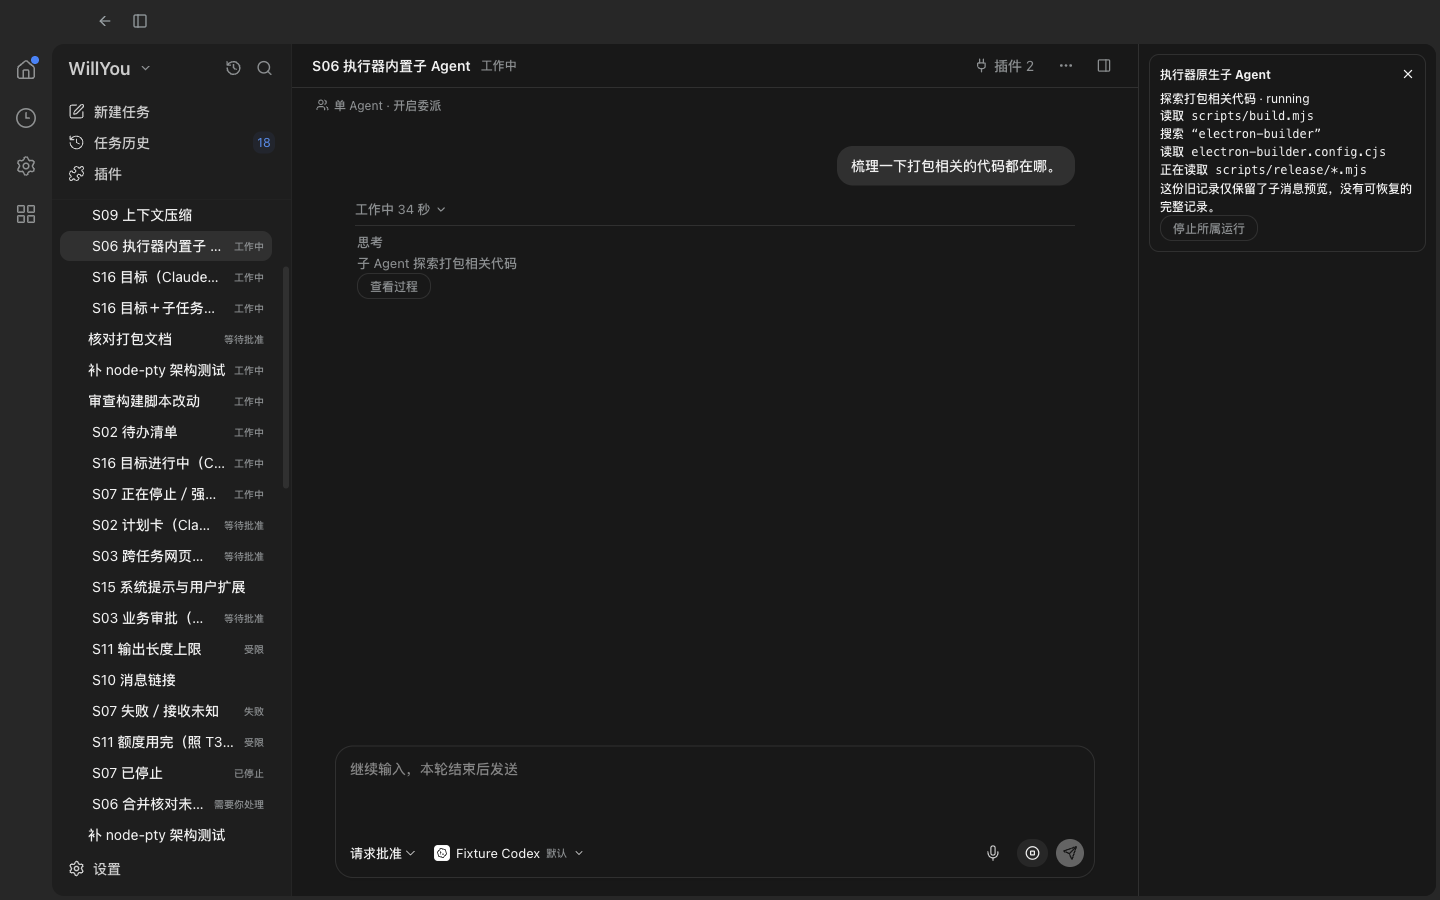 WillYou
新建任务
任务历史 18
插件
S09 上下文压缩
S06 执行器内置子 ... 工作中
S16 目标（Claude... 工作中
S16 目标＋子任务... 工作中
核对打包文档 等待批准
补 node-pty 架构测试 工作中
审查构建脚本改动 工作中
S02 待办清单 工作中
S16 目标进行中（C... 工作中
S07 正在停止 / 强... 工作中
S02 计划卡（Cla... 等待批准
S03 跨任务网页... 等待批准
S15 系统提示与用户扩展
S03 业务审批（... 等待批准
S11 输出长度上限 受限
S10 消息链接
S07 失败 / 接收未知 失败
S11 额度用完（照 T3... 受限
S07 已停止 已停止
S06 合并核对未... 需要你处理
补 node-pty 架构测试
设置
S06 执行器内置子 Agent 工作中
插件 2
单 Agent · 开启委派
梳理一下打包相关的代码都在哪。
工作中 34 秒
思考
子 Agent 探索打包相关代码
查看过程
继续输入，本轮结束后发送
请求批准 Fixture Codex 默认
执行器原生子 Agent
探索打包相关代码 · running
读取 scripts/build.mjs
搜索 “electron-builder”
读取 electron-builder.config.cjs
正在读取 scripts/release/*.mjs
这份旧记录仅保留了子消息预览，没有可恢复的
完整记录。
停止所属运行